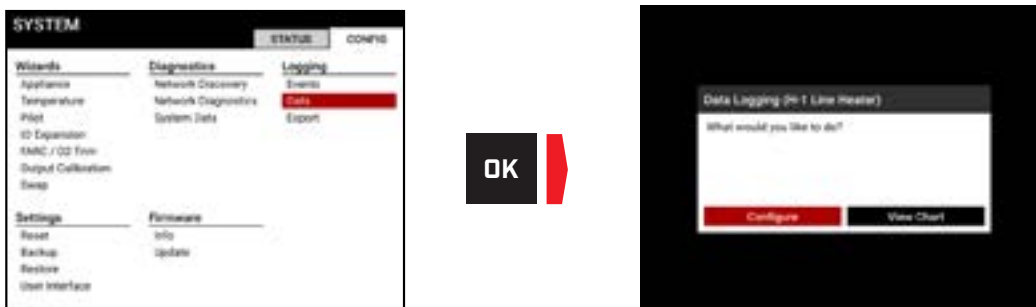 SYSTEM
STATUS
CONFIG
Wizards
Appliance
Temperature
Pilot
IO Expansion
FARC / O2 Trim
Output Calibration
Swap
Diagnostics
Network Discovery
Network Diagnostics
System Data
Logging
Events
Data
Export
Settings
Reset
Backup
Restore
User Interface
Firmware
Info
Update
OK
Data Logging (H-1 Line Heater)
What would you like to do?
Configure
View Chart